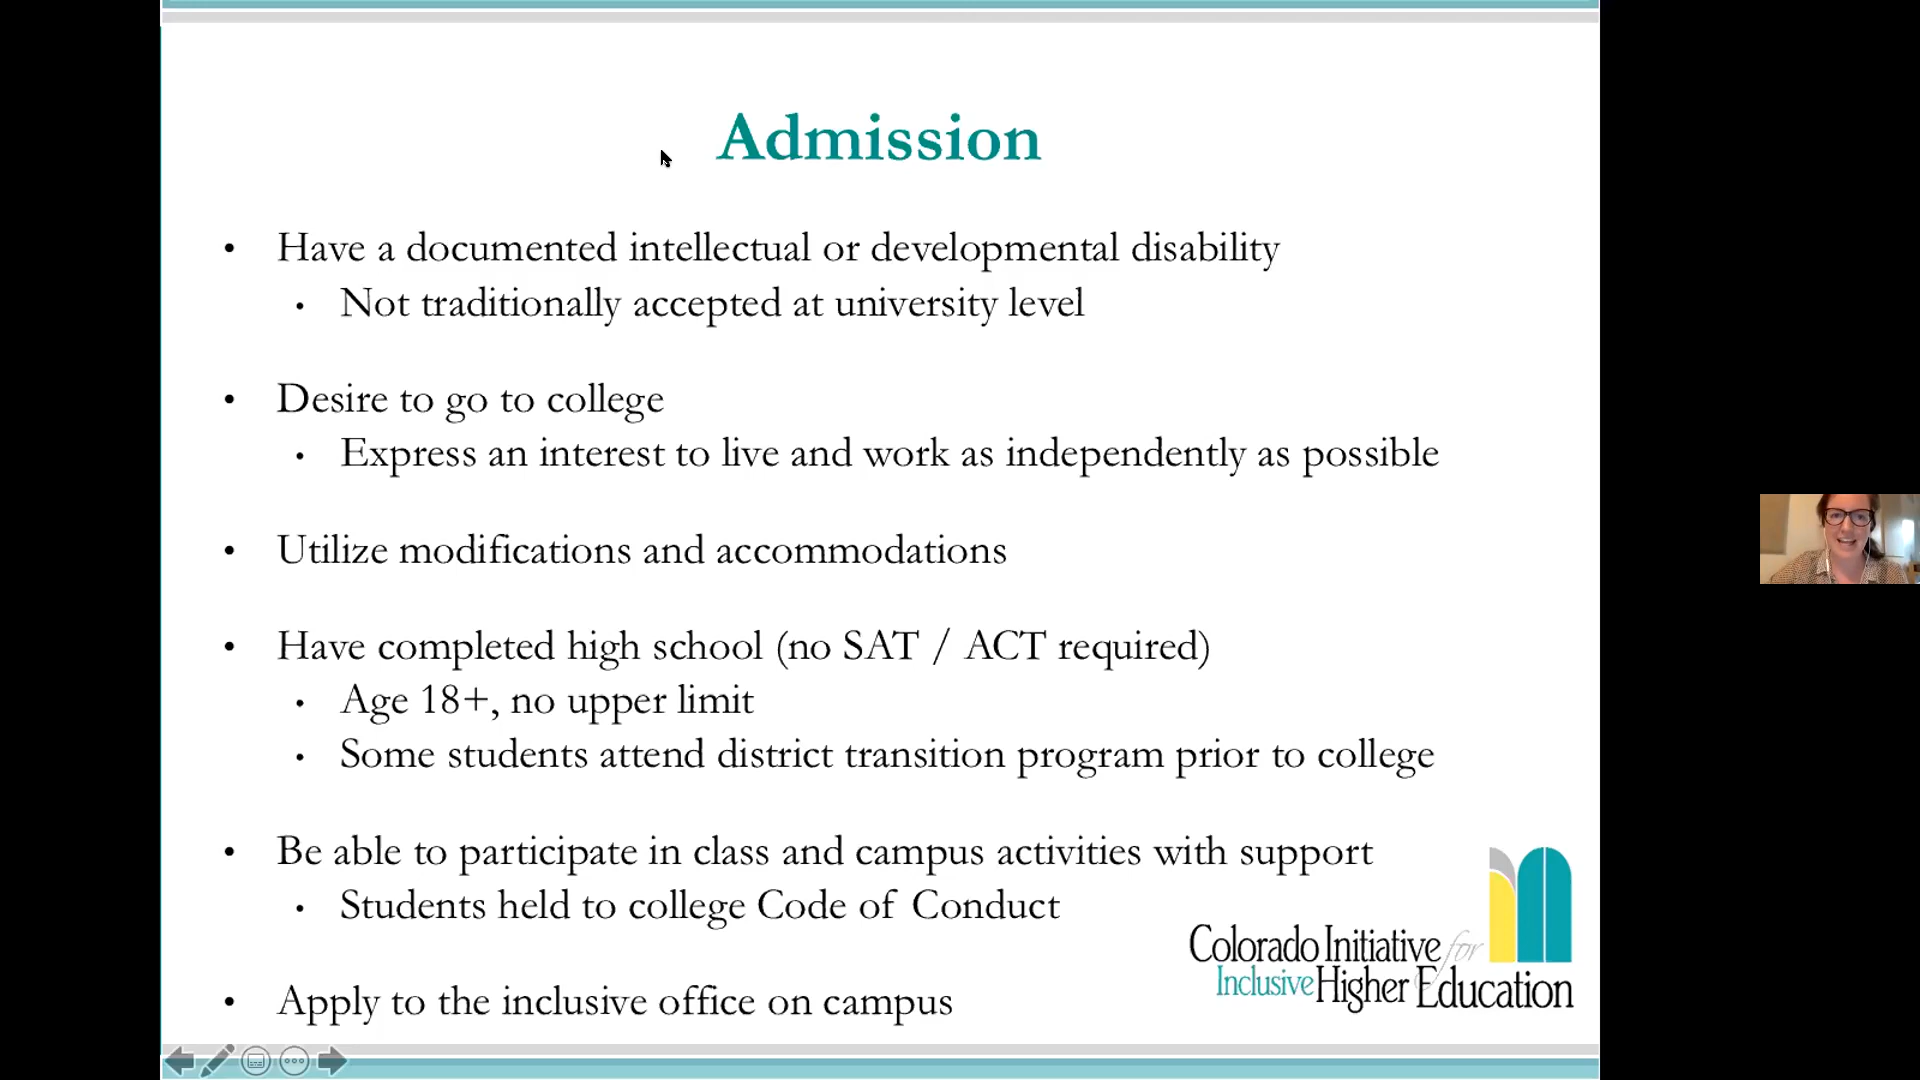 Admission
• Have a documented intellectual or developmental disability
• Not traditionally accepted at university level
• Desire to go to college
• Express an interest to live and work as independently as possible
• Utilize modifications and accommodations
• Have completed high school (no SAT / ACT required)
• Age 18+, no upper limit
• Some students attend district transition program prior to college
• Be able to participate in class and campus activities with support
• Students held to college Code of Conduct
• Apply to the inclusive office on campus
Colorado Initiative for
Inclusive Higher Education